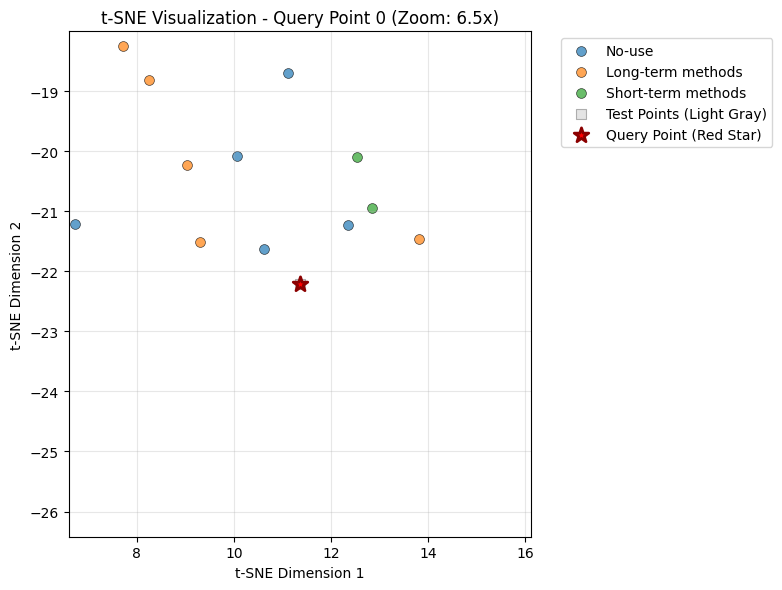 t-SNE Visualization - Query Point 0 (Zoom: 6.5x)
No-use
Long-term methods
Short-term methods
Test Points (Light Gray)
Query Point (Red Star)
−19
−20
−21
−22
−23
−24
−25
−26
t-SNE Dimension 2
8 10 12 14 16
t-SNE Dimension 1